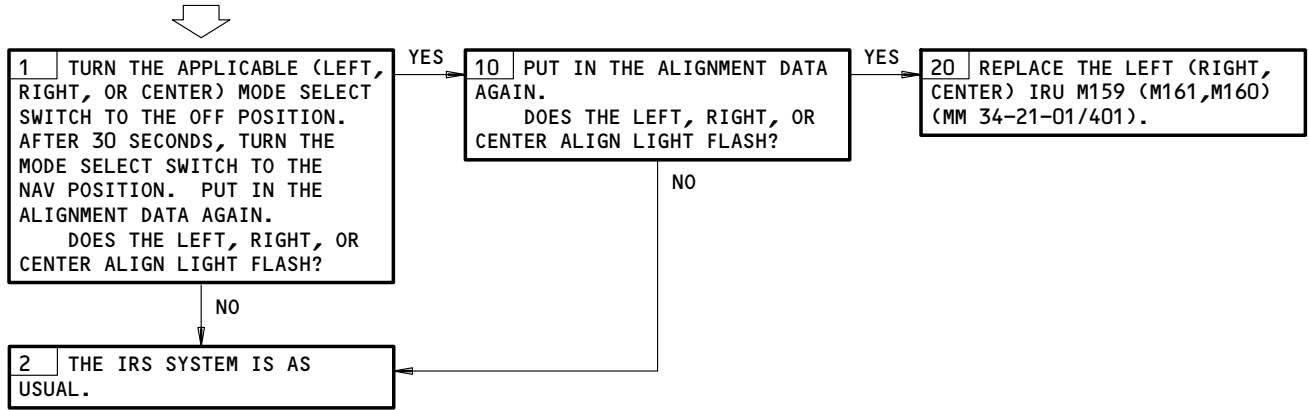 1 TURN THE APPLICABLE (LEFT,
RIGHT, OR CENTER) MODE SELECT
SWITCH TO THE OFF POSITION.
AFTER 30 SECONDS, TURN THE
MODE SELECT SWITCH TO THE
NAV POSITION. PUT IN THE
ALIGNMENT DATA AGAIN.
DOES THE LEFT, RIGHT, OR
CENTER ALIGN LIGHT FLASH?
YES
10 PUT IN THE ALIGNMENT DATA
AGAIN.
DOES THE LEFT, RIGHT, OR
CENTER ALIGN LIGHT FLASH?
YES
20 REPLACE THE LEFT (RIGHT,
CENTER) IRU M159 (M161,M160)
(MM 34-21-01/401).
NO
NO
2 THE IRS SYSTEM IS AS
USUAL.